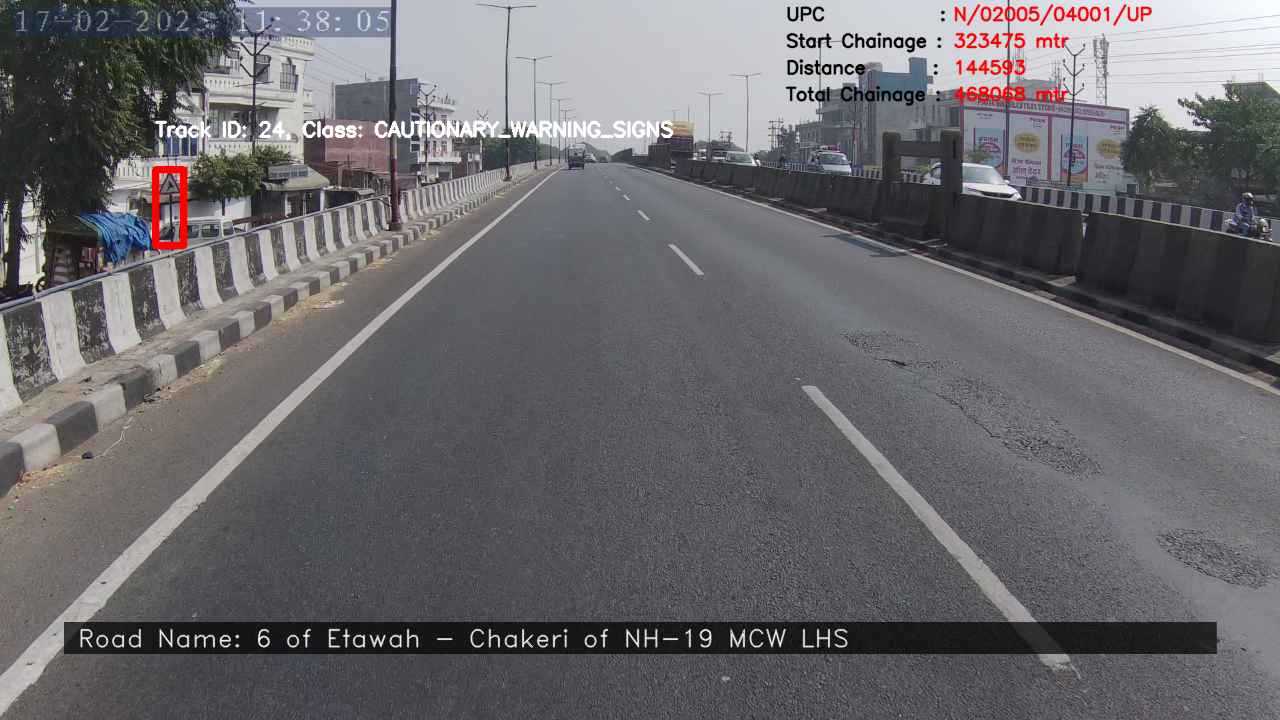 17-02-2025 11:38:05
UPC : N/02005/04001/UP
Start Chainage : 323475 mtr
Distance : 144593
Total Chainage : 468068 mtr
Track ID: 24, Class: CAUTIONARY_WARNING_SIGNS
Road Name: 6 of Etawah - Chakeri of NH-19 MCW LHS